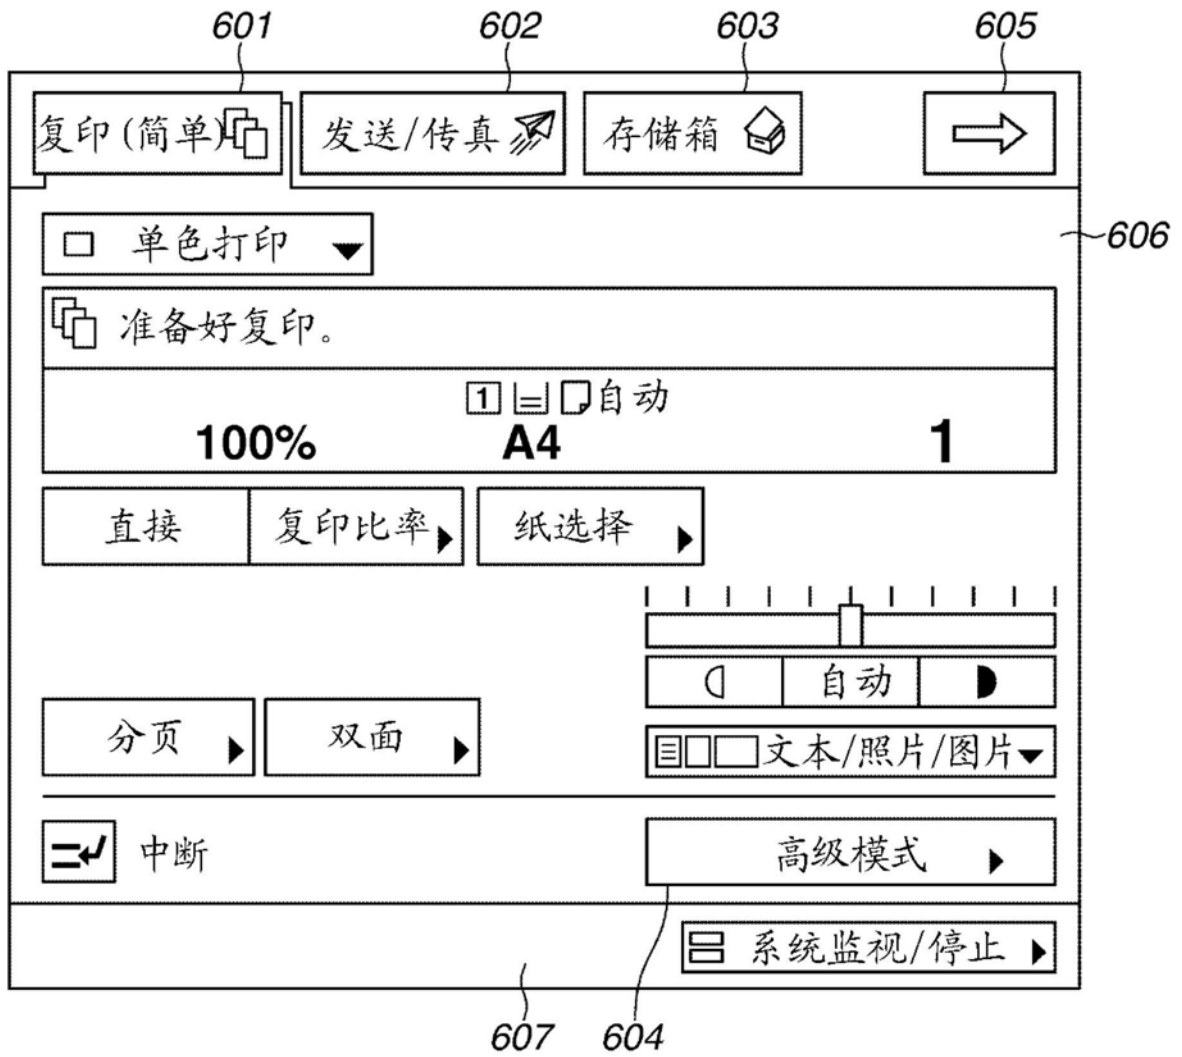 601 602 603 605
复印(简单) 发送/传真 存储箱
606
单色打印
准备好复印。
1 自动
100% A4 1
直接 复印比率 纸选择
自动
分页 双面 文本/照片/图片
中断 高级模式
系统监视/停止
607 604